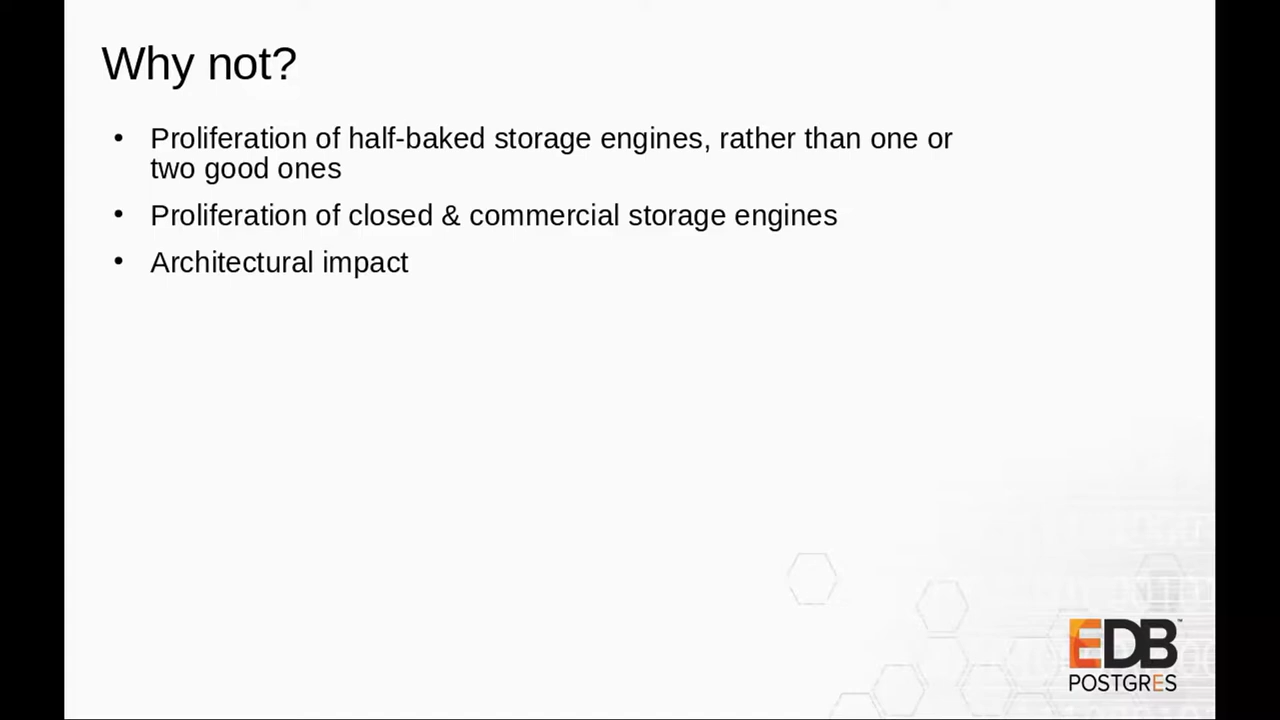 Why not?
• Proliferation of half-baked storage engines, rather than one or
two good ones
• Proliferation of closed & commercial storage engines
• Architectural impact
EDB™
POSTGRES